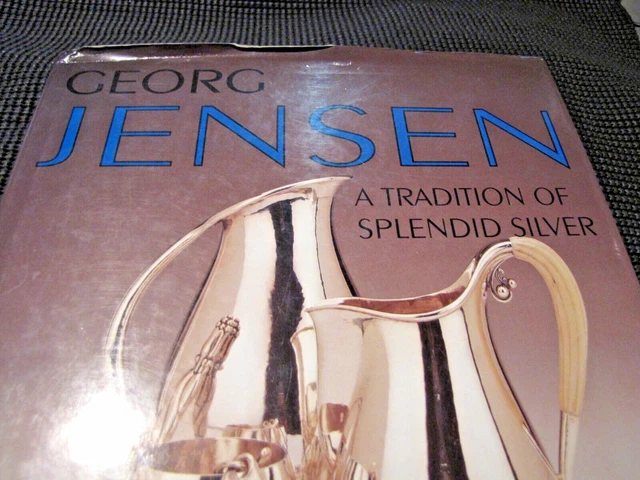 GEORG
JENSEN
A TRADITION OF
SPLENDID SILVER